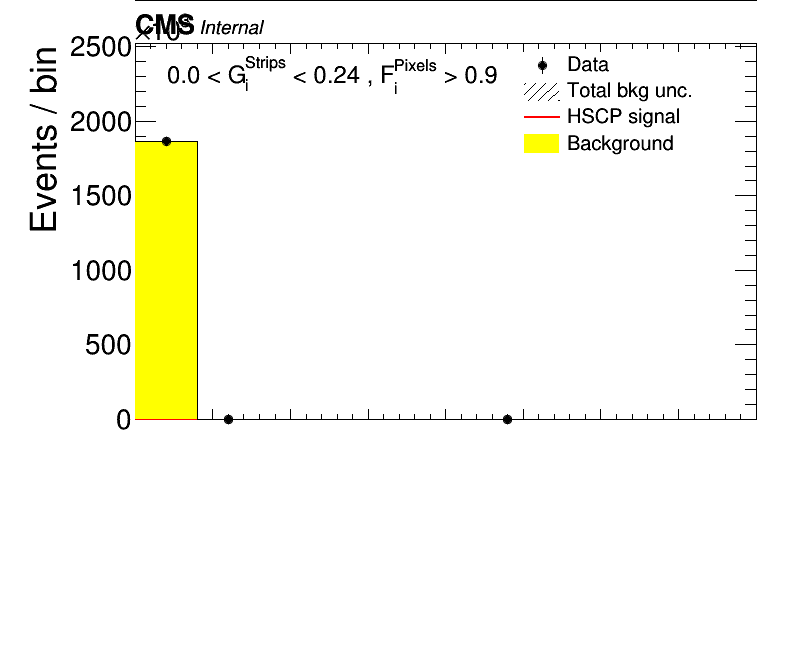 CMS Internal
Events / bin
2500
2000
1500
1000
500
0
0.0 < G_i^Strips < 0.24 , F_i^Pixels > 0.9
Data
Total bkg unc.
HSCP signal
Background